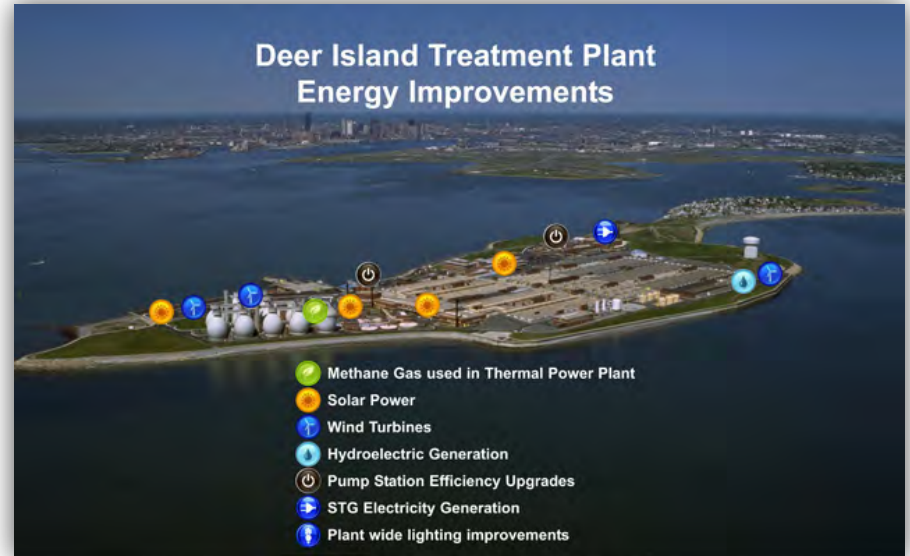 Deer Island Treatment Plant
Energy Improvements
Methane Gas used in Thermal Power Plant
Solar Power
Wind Turbines
Hydroelectric Generation
Pump Station Efficiency Upgrades
STG Electricity Generation
Plant wide lighting improvements